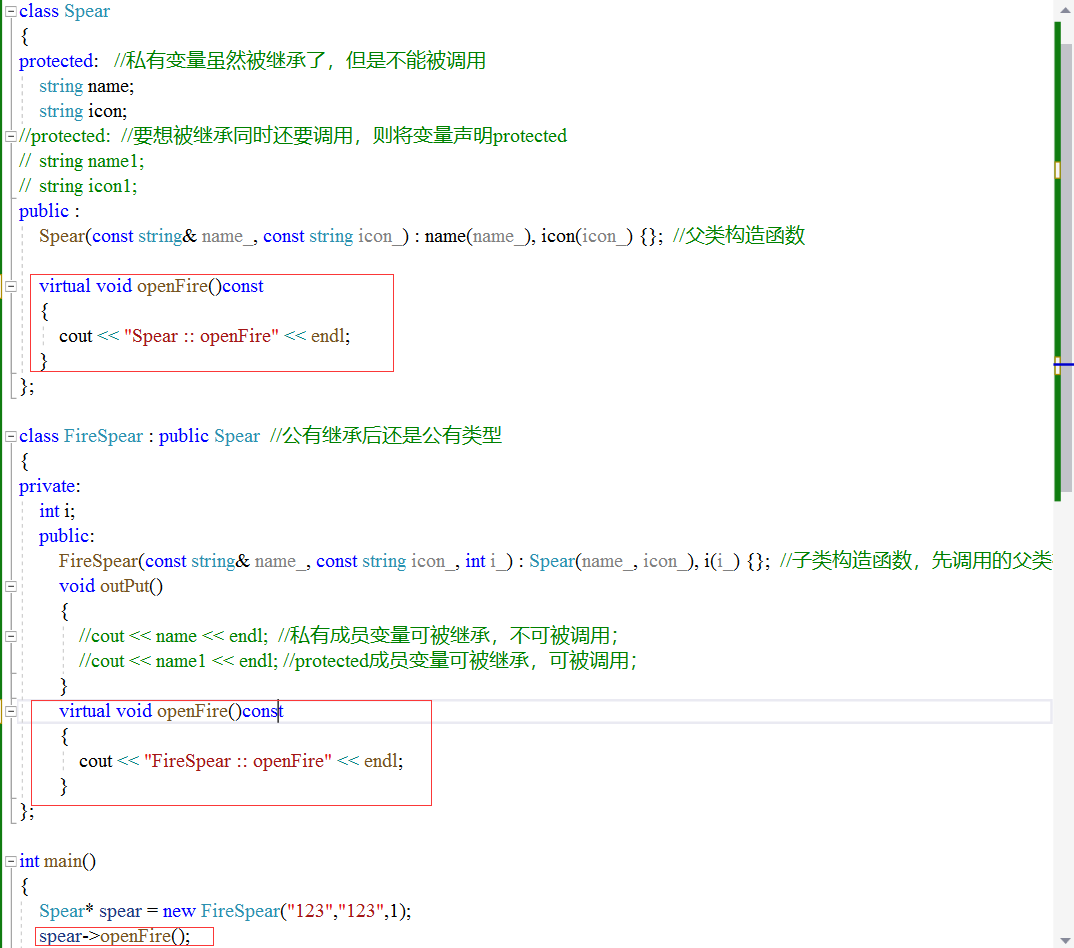 class Spear
{
protected:   //私有变量虽然被继承了，但是不能被调用
    string name;
    string icon;
//protected:  //要想被继承同时还要调用，则将变量声明protected
//  string name1;
//  string icon1;
public :
    Spear(const string& name_, const string icon_) : name(name_), icon(icon_) {};  //父类构造函数
    virtual void openFire()const
    {
        cout << "Spear :: openFire" << endl;
    }
};
class FireSpear : public Spear  //公有继承后还是公有类型
{
private:
    int i;
    public:
        FireSpear(const string& name_, const string icon_, int i_) : Spear(name_, icon_), i(i_) {};  //子类构造函数，先调用的父类
        void outPut()
        {
            //cout << name << endl;  //私有成员变量可被继承，不可被调用；
            //cout << name1 << endl; //protected成员变量可被继承，可被调用；
        }
        virtual void openFire()const
        {
            cout << "FireSpear :: openFire" << endl;
        }
};
int main()
{
    Spear* spear = new FireSpear("123","123",1);
    spear->openFire();